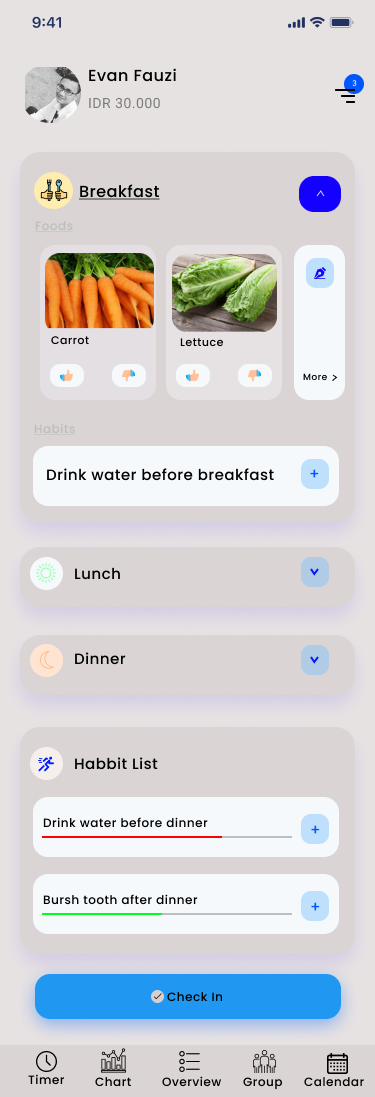 9:41
Evan Fauzi
IDR 30.000
3
Breakfast
Foods
Carrot
Lettuce
More >
Habits
Drink water before breakfast
+
Lunch
Dinner
Habbit List
Drink water before dinner
+
Bursh tooth after dinner
+
Check In
Timer Chart Overview Group Calendar